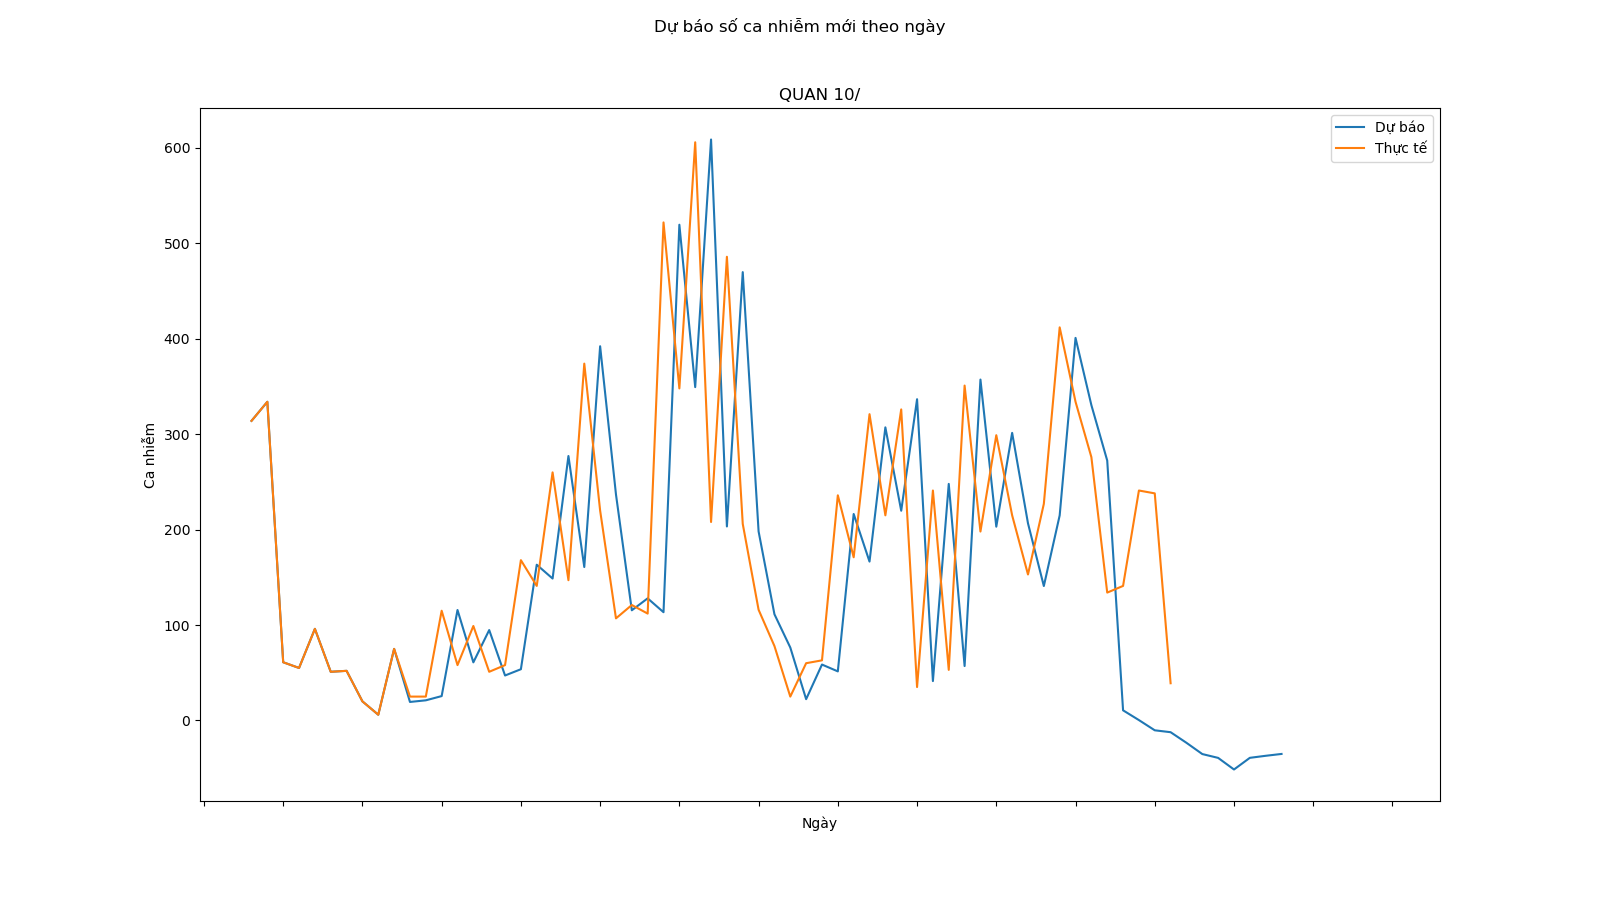 Dự báo số ca nhiễm mới theo ngày
QUAN 10/
Dự báo
Thực tế
600
500
400
300
200
100
0
Ca nhiễm
Ngày